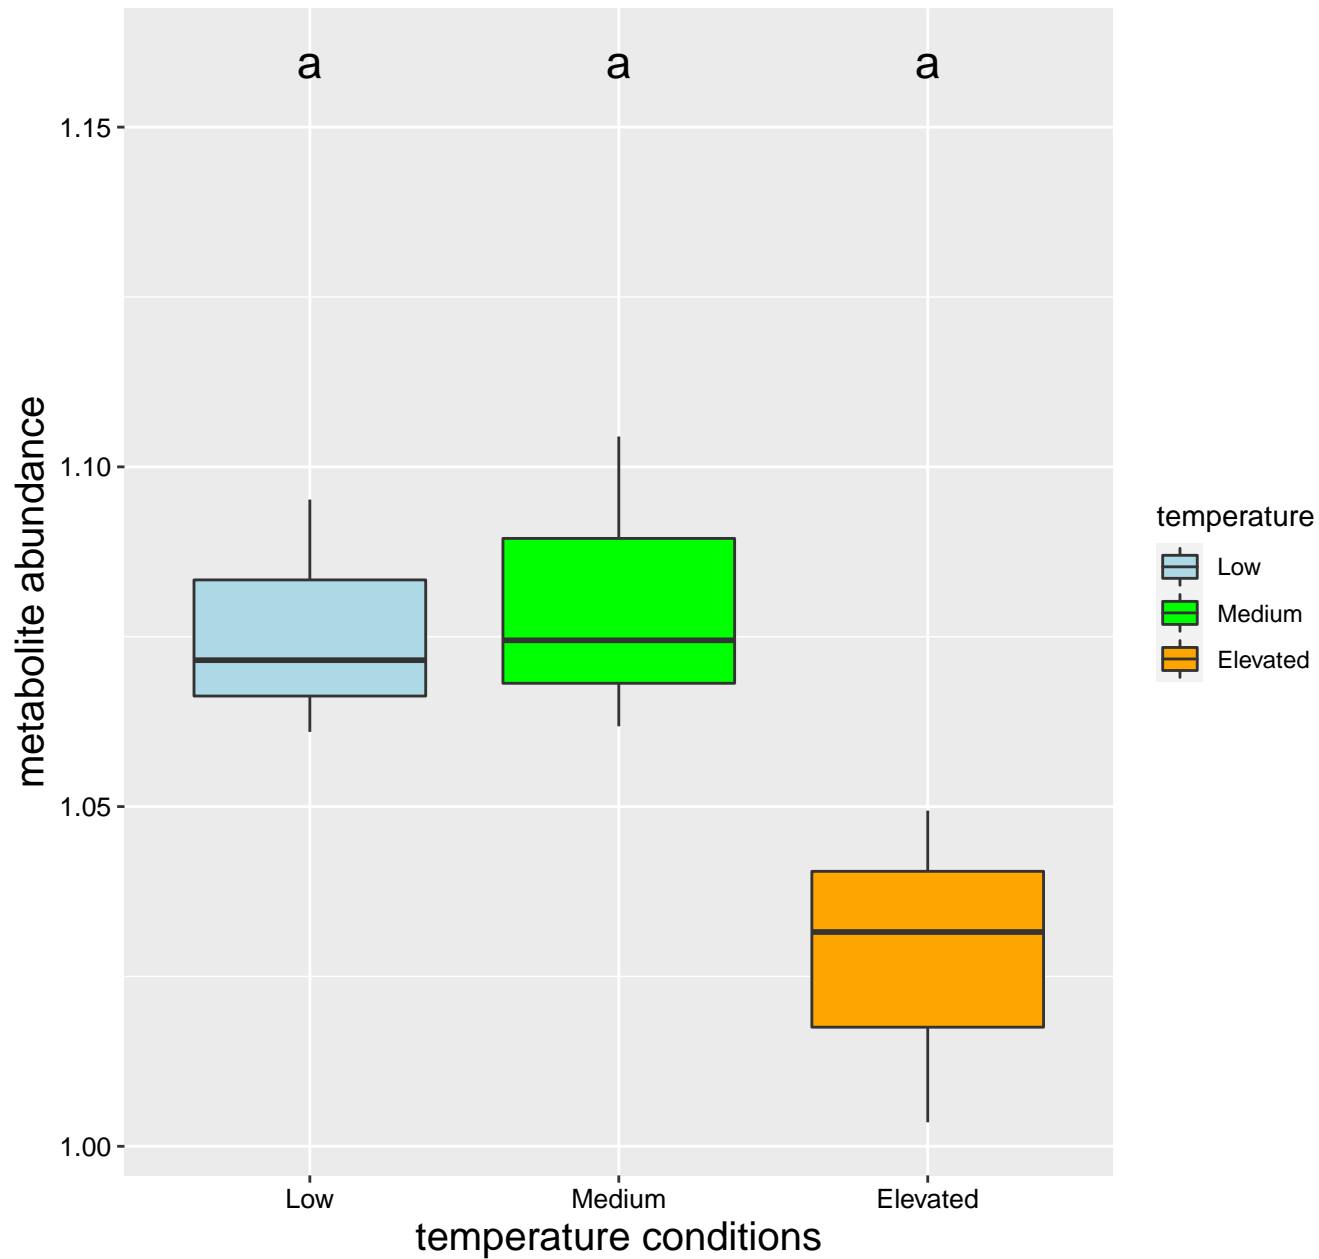 a a a
1.15
1.10
1.05
1.00
metabolite abundance
Low Medium Elevated
temperature conditions
temperature
Low
Medium
Elevated